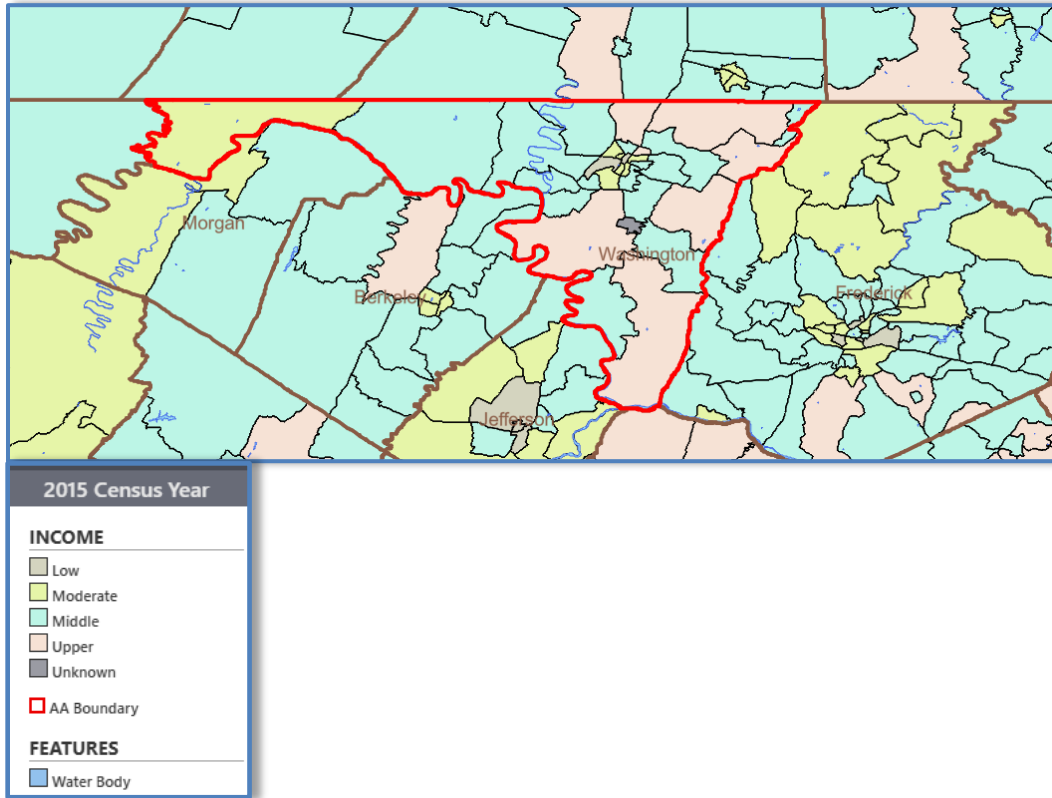 Morgan
Washington
Berkeley
Frederick
Jefferson
2015 Census Year
INCOME
Low
Moderate
Middle
Upper
Unknown
AA Boundary
FEATURES
Water Body